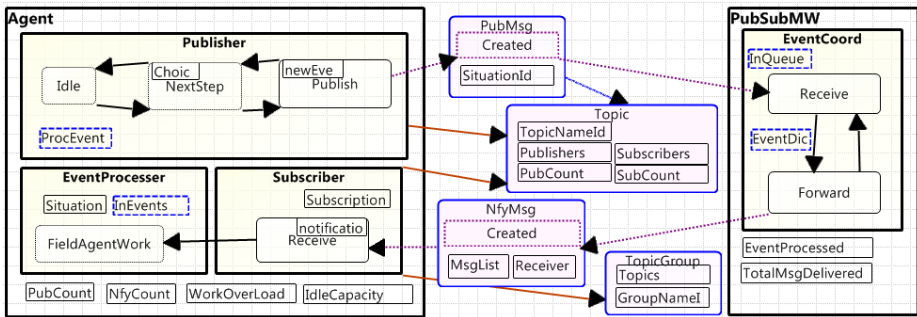 Agent
Publisher
Idle
Choic
NextStep
newEve
Publish
ProcEvent
EventProcesser
Situation
InEvents
FieldAgentWork
Subscriber
Subscription
notificatio
Receive
PubCount
NfyCount
WorkOverLoad
IdleCapacity
PubMsg
Created
SituationId
Topic
TopicNameId
Publishers
Subscribers
PubCount
SubCount
NfyMsg
Created
MsgList
Receiver
TopicGroup
Topics
GroupNameI
PubSubMW
EventCoord
InQueue
Receive
EventDic
Forward
EventProcessed
TotalMsgDelivered